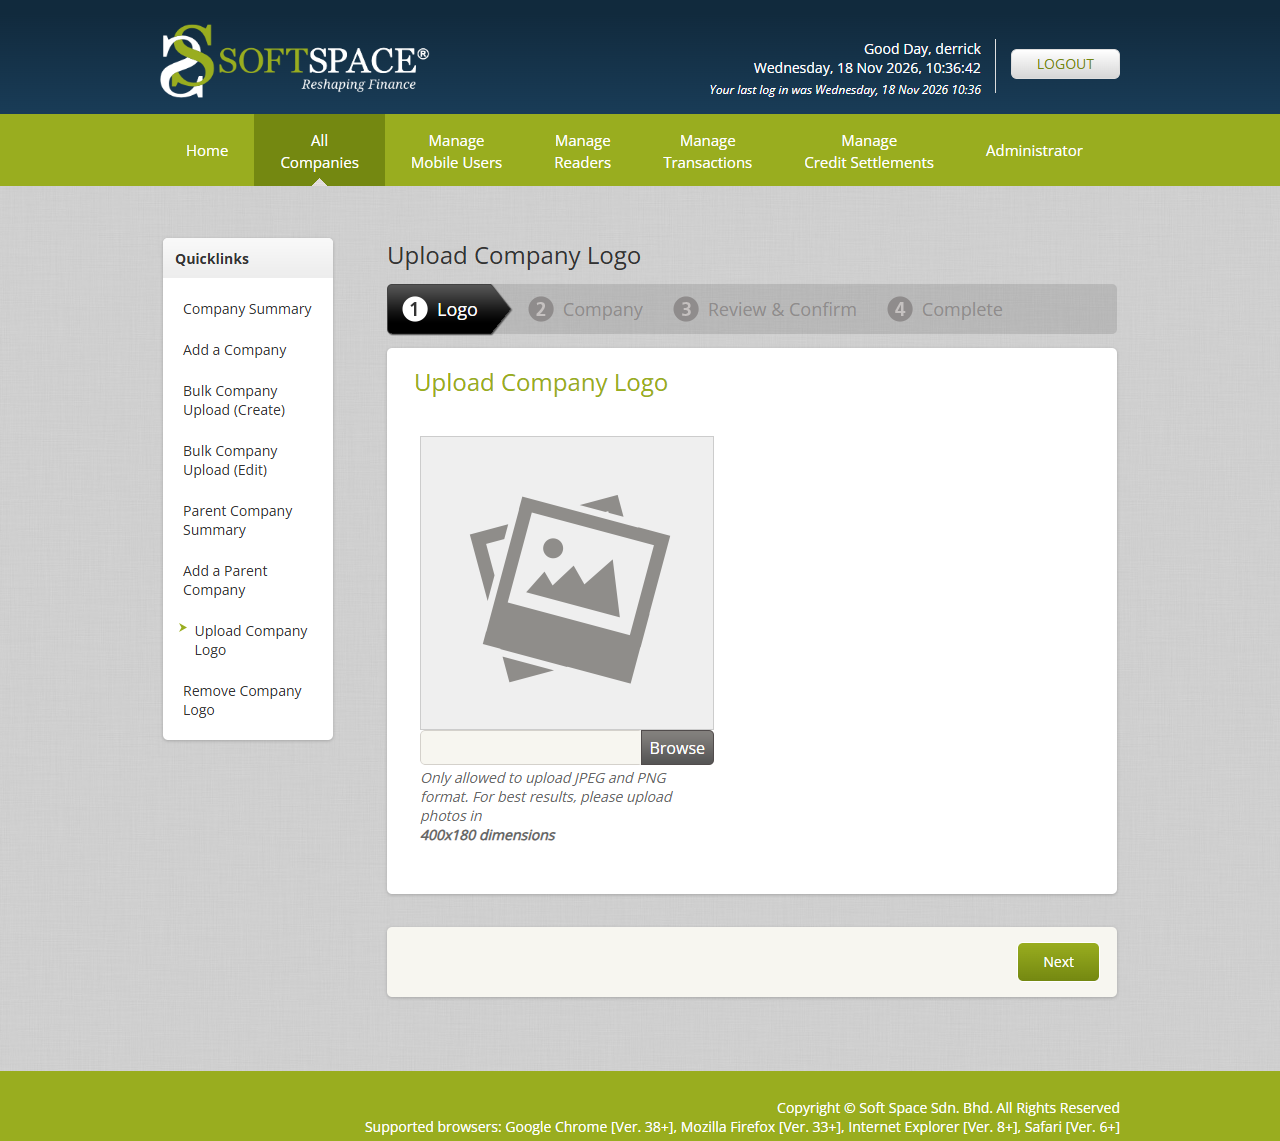 SOFTSPACE®
Reshaping Finance
Good Day, derrick
Wednesday, 18 Nov 2026, 10:36:42
Your last log in was Wednesday, 18 Nov 2026 10:36
LOGOUT
Home
All
Companies
Manage
Mobile Users
Manage
Readers
Manage
Transactions
Manage
Credit Settlements
Administrator
Quicklinks
Company Summary
Add a Company
Bulk Company
Upload (Create)
Bulk Company
Upload (Edit)
Parent Company
Summary
Add a Parent
Company
Upload Company
Logo
Remove Company
Logo
Upload Company Logo
1 Logo
2 Company
3 Review & Confirm
4 Complete
Upload Company Logo
Browse
Only allowed to upload JPEG and PNG
format. For best results, please upload
photos in
400x180 dimensions
Next
Copyright © Soft Space Sdn. Bhd. All Rights Reserved
Supported browsers: Google Chrome [Ver. 38+], Mozilla Firefox [Ver. 33+], Internet Explorer [Ver. 8+], Safari [Ver. 6+]